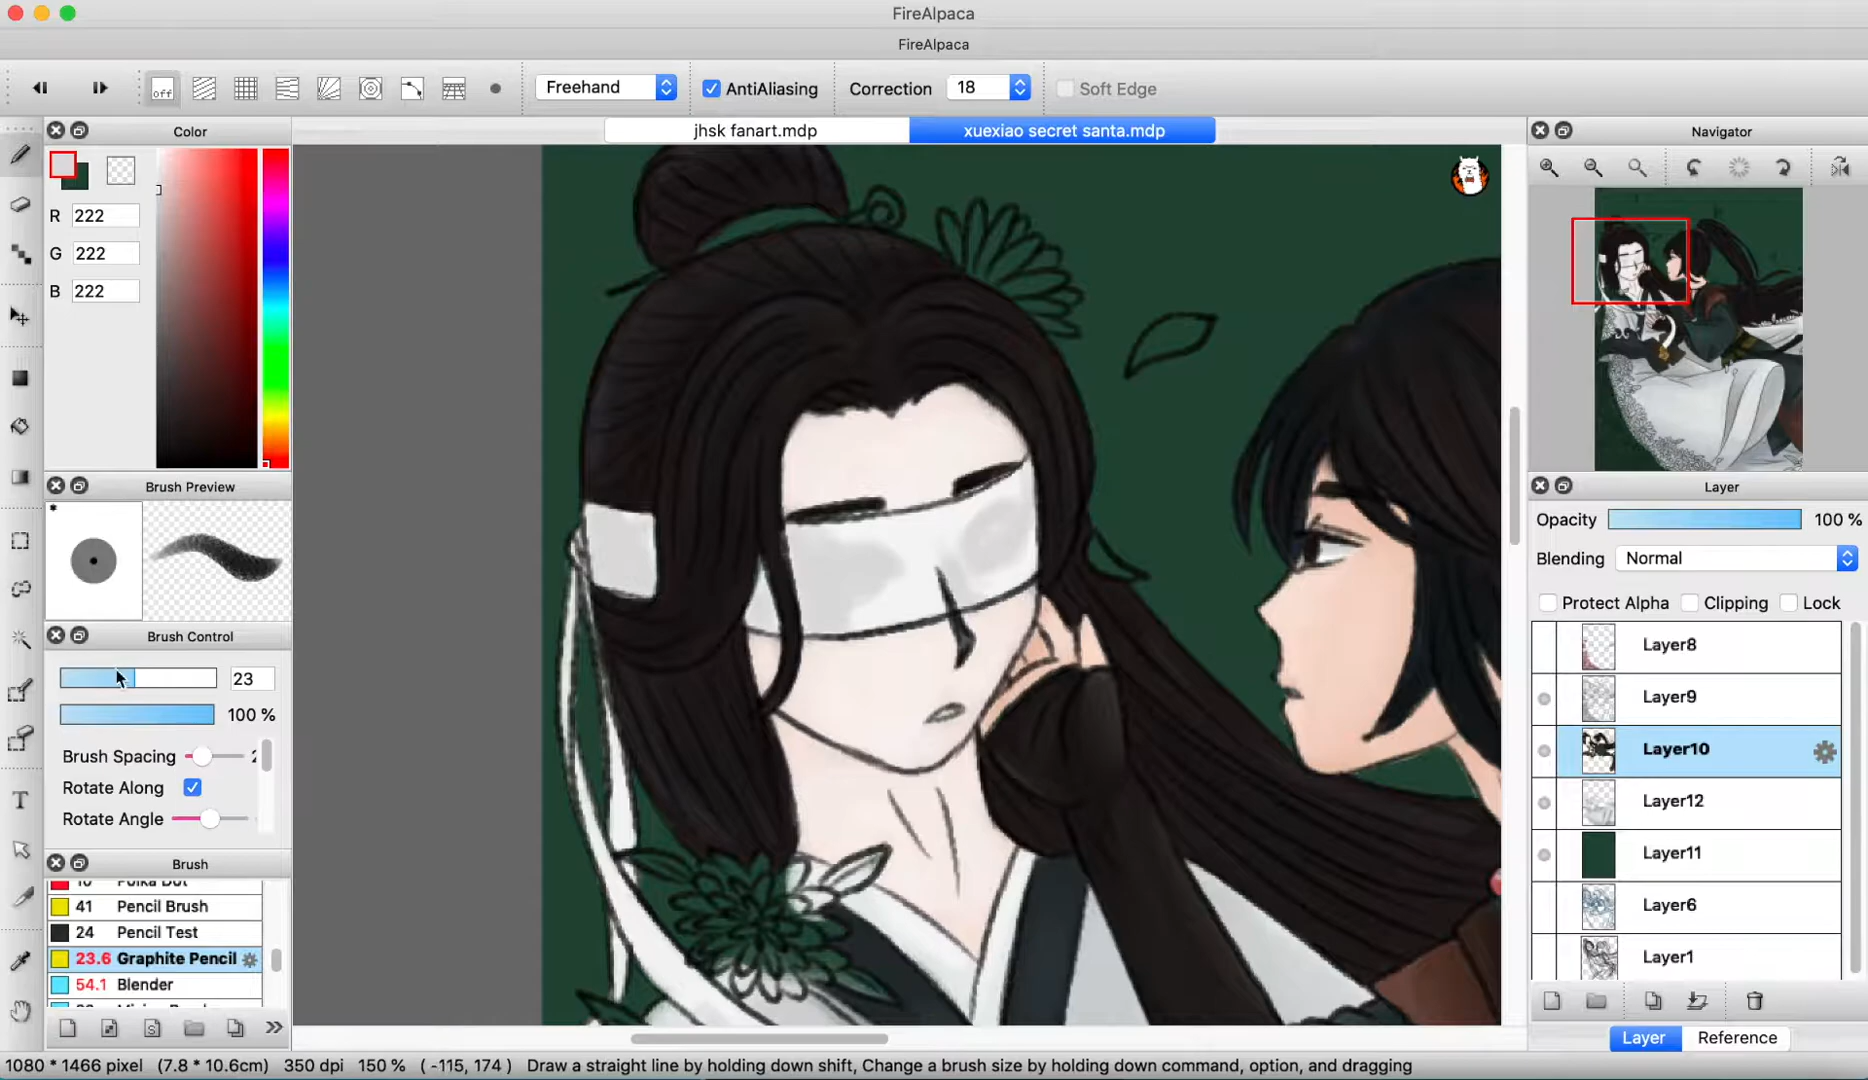 FireAlpaca
FireAlpaca
off
Freehand
AntiAliasing
Correction 18
Soft Edge
Color
jhsk fanart.mdp
xuexiao secret santa.mdp
Navigator
R 222
G 222
B 222
Brush Preview
*
Brush Control
23
100 %
Brush Spacing
Rotate Along
Rotate Angle
Brush
10 Polka Dot
41 Pencil Brush
24 Pencil Test
23.6 Graphite Pencil
54.1 Blender
Layer
Opacity 100 %
Blending Normal
Protect Alpha Clipping Lock
Layer8
Layer9
Layer10
Layer12
Layer11
Layer6
Layer1
T
Layer Reference
1080 * 1466 pixel (7.8 * 10.6cm) 350 dpi 150 % ( -115, 174 ) Draw a straight line by holding down shift, Change a brush size by holding down command, option, and dragging